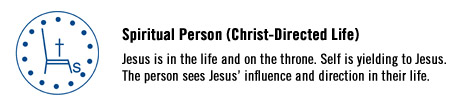 S
Spiritual Person (Christ-Directed Life)
Jesus is in the life and on the throne. Self is yielding to Jesus.
The person sees Jesus' influence and direction in their life.